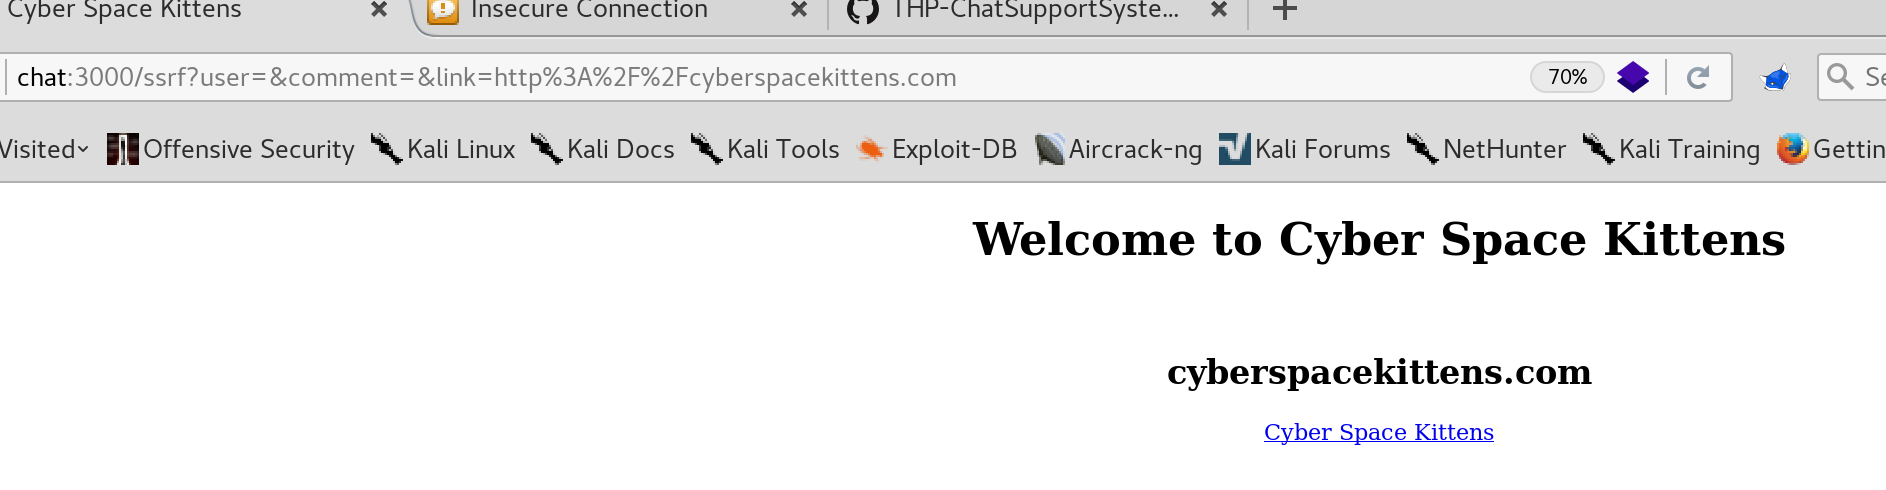 Cyber Space Kittens Insecure Connection THP-ChatSupportSyste...
chat:3000/ssrf?user=&comment=&link=http%3A%2F%2Fcyberspacekittens.com 70% Se
Visited Offensive Security Kali Linux Kali Docs Kali Tools Exploit-DB Aircrack-ng Kali Forums NetHunter Kali Training Gettin
Welcome to Cyber Space Kittens
cyberspacekittens.com
Cyber Space Kittens